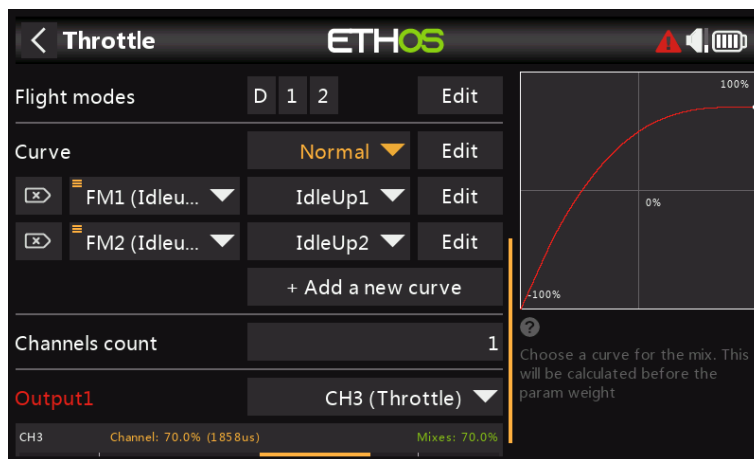 Throttle
ETHOS
Flight modes
D 1 2
Edit
Curve
Normal
Edit
FM1 (Idleu...
IdleUp1
Edit
FM2 (Idleu...
IdleUp2
Edit
+ Add a new curve
Channels count
1
Output1
CH3 (Throttle)
CH3
Channel: 70.0% (1858us)
Mixes: 70.0%
100%
0%
-100%
?
Choose a curve for the mix. This
will be calculated before the
param weight